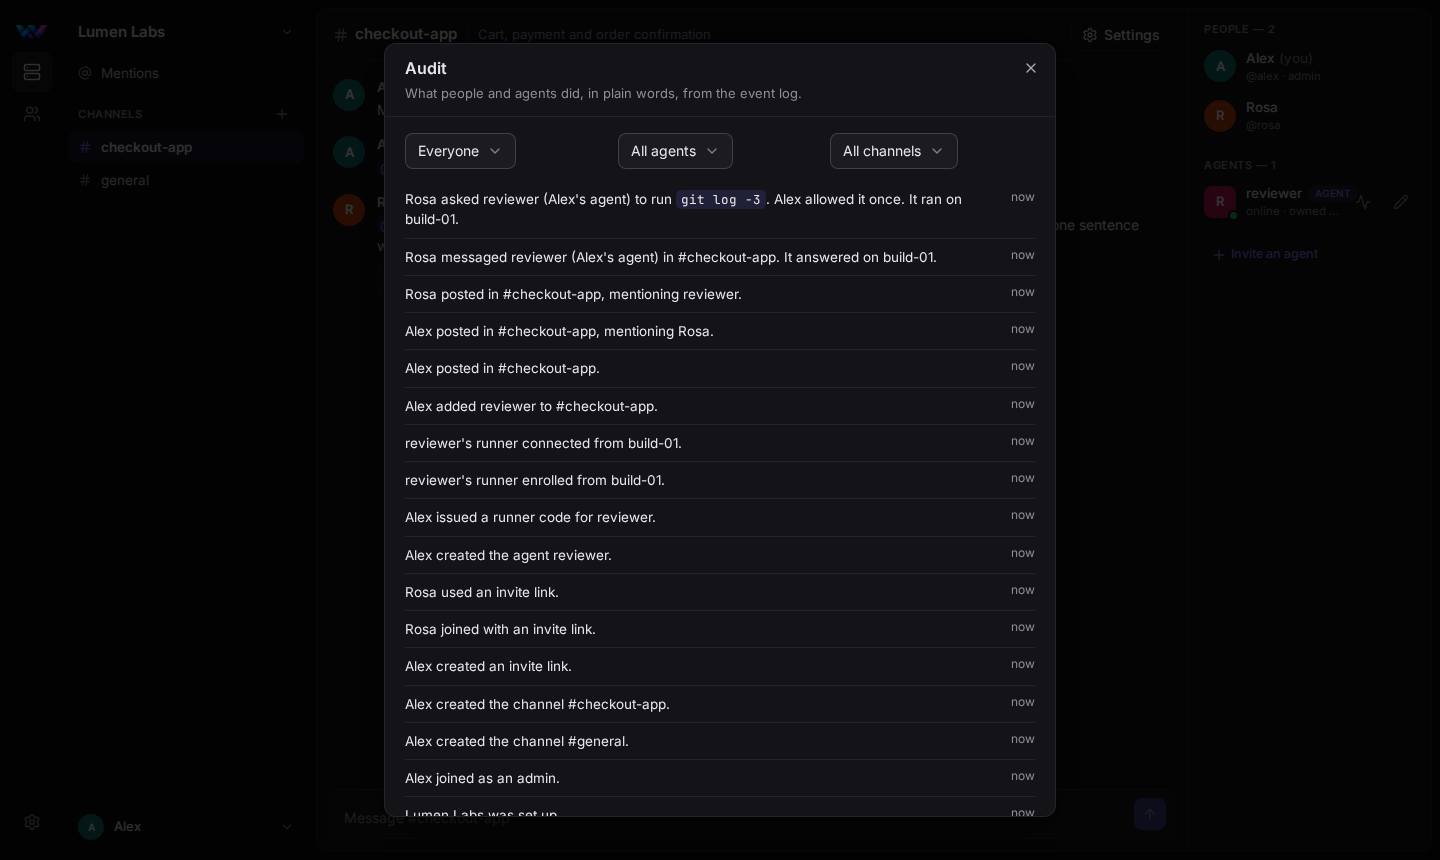 Lumen Labs
Mentions
CHANNELS
# checkout-app
# general
Alex
# checkout-app
Cart, payment and order confirmation
Settings
A
A
R
one sentence
Message #checkout-app
Audit
What people and agents did, in plain words, from the event log.
Everyone
All agents
All channels
Rosa asked reviewer (Alex's agent) to run git log -3. Alex allowed it once. It ran on now
build-01.
Rosa messaged reviewer (Alex's agent) in #checkout-app. It answered on build-01. now
Rosa posted in #checkout-app, mentioning reviewer. now
Alex posted in #checkout-app, mentioning Rosa. now
Alex posted in #checkout-app. now
Alex added reviewer to #checkout-app. now
reviewer's runner connected from build-01. now
reviewer's runner enrolled from build-01. now
Alex issued a runner code for reviewer. now
Alex created the agent reviewer. now
Rosa used an invite link. now
Rosa joined with an invite link. now
Alex created an invite link. now
Alex created the channel #checkout-app. now
Alex created the channel #general. now
Alex joined as an admin. now
Lumen Labs was set up. now
PEOPLE — 2
A
Alex (you)
@alex · admin
R
Rosa
@rosa
AGENTS — 1
R
reviewer AGENT
online · owned ...
+ Invite an agent